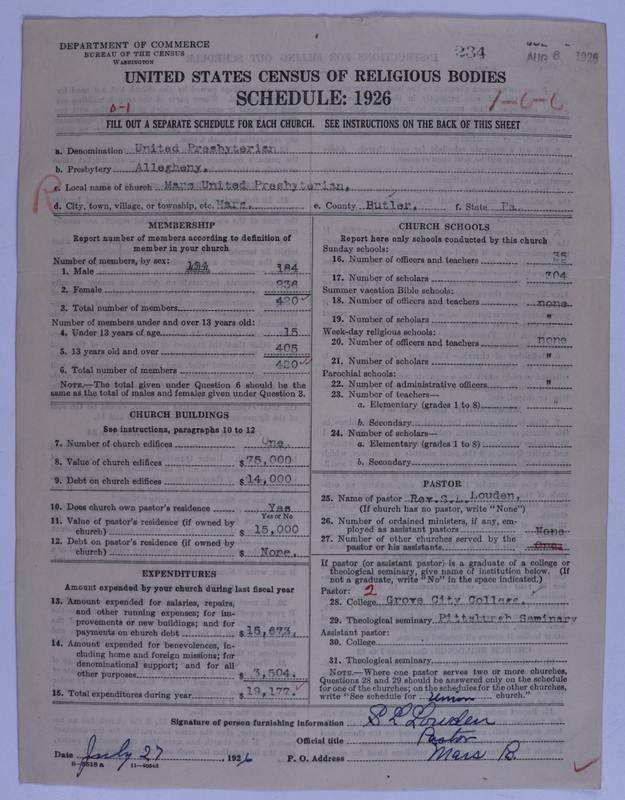 DEPARTMENT OF COMMERCE
BUREAU OF THE CENSUS
WASHINGTON
234
AUG 6 1926
UNITED STATES CENSUS OF RELIGIOUS BODIES
SCHEDULE: 1926
0-1
1-6-6
FILL OUT A SEPARATE SCHEDULE FOR EACH CHURCH. SEE INSTRUCTIONS ON THE BACK OF THIS SHEET
a. Denomination United Presbyterian
b. Presbytery Allegheny.
c. Local name of church Mars United Presbyterian.
d. City, town, village, or township, etc. Mars. e. County Butler. f. State Pa
MEMBERSHIP
Report number of members according to definition of
member in your church
Number of members, by sex:
1. Male 184
2. Female 236
3. Total number of members 420
Number of members under and over 13 years old:
4. Under 13 years of age 15
5. 13 years old and over 405
6. Total number of members 420
NOTE.—The total given under Question 6 should be the
same as the total of males and females given under Question 3.
CHURCH BUILDINGS
See instructions, paragraphs 10 to 12
7. Number of church edifices One
8. Value of church edifices $75,000
9. Debt on church edifices $14,000
10. Does church own pastor's residence Yes
Yes or No
11. Value of pastor's residence (if owned by
church) $ 15,000
12. Debt on pastor's residence (if owned by
church) $ None.
EXPENDITURES
Amount expended by your church during last fiscal year
13. Amount expended for salaries, repairs,
and other running expenses; for im-
provements or new buildings; and for
payments on church debt $15,673.
14. Amount expended for benevolences, in-
cluding home and foreign missions; for
denominational support; and for all
other purposes $3,504.
15. Total expenditures during year $19,177.
CHURCH SCHOOLS
Report here only schools conducted by this church
Sunday schools:
16. Number of officers and teachers 35
17. Number of scholars 304
Summer vacation Bible schools:
18. Number of officers and teachers none
19. Number of scholars "
Week-day religious schools:
20. Number of officers and teachers none
21. Number of scholars "
Parochial schools:
22. Number of administrative officers "
23. Number of teachers—
a. Elementary (grades 1 to 8) "
b. Secondary
24. Number of scholars—
a. Elementary (grades 1 to 8)
b. Secondary
PASTOR
25. Name of pastor Rev. S.L. Louden,
(If church has no pastor, write "None")
26. Number of ordained ministers, if any, em-
ployed as assistant pastors None
27. Number of other churches served by the
pastor or his assistants
If pastor (or assistant pastor) is a graduate of a college or
theological seminary, give name of institution below. (If
not a graduate, write "No" in the space indicated.)
Pastor: 2
28. College Grove City College.
29. Theological seminary Pittsburgh Seminary
Assistant pastor:
30. College
31. Theological seminary
NOTE.—Where one pastor serves two or more churches,
Questions 28 and 29 should be answered only on the schedule
for one of the churches; on the schedules for the other churches,
write "See schedule for Union church."
Signature of person furnishing information S L Louden
Official title Pastor
Date July 27, 1926 P. O. Address Mars
8-5518a 11-9054d